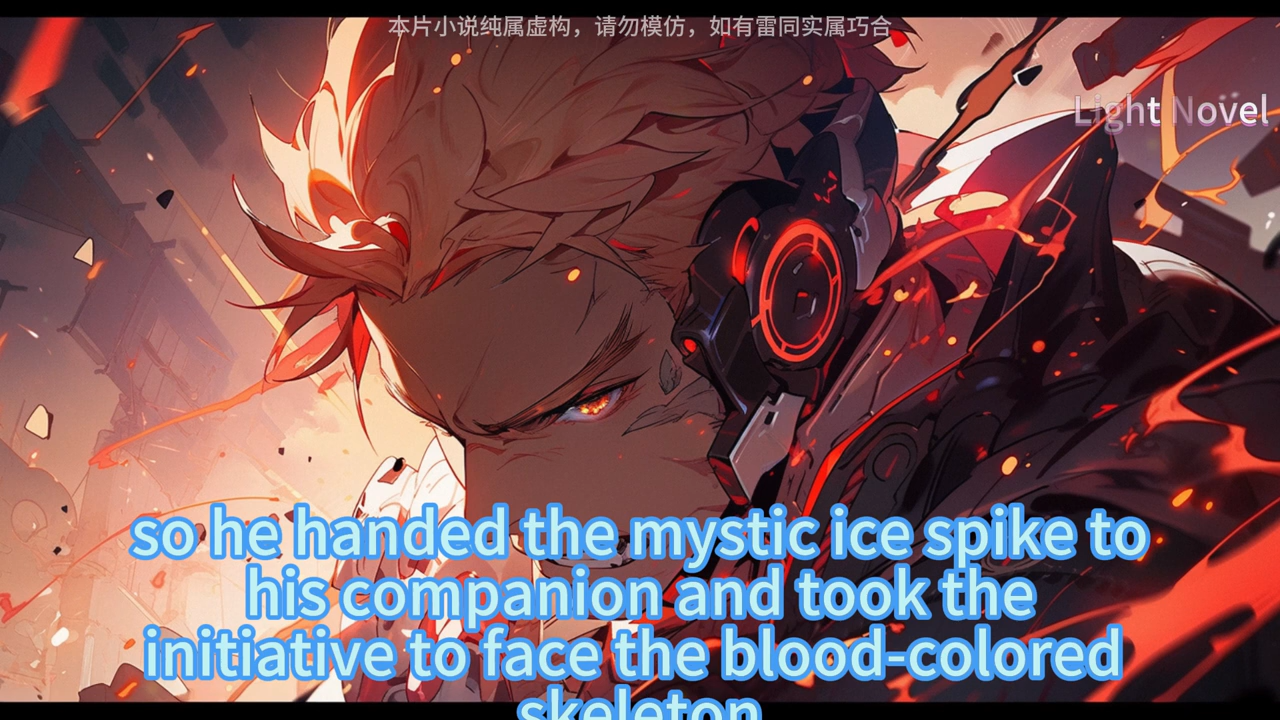 本片小说纯属虚构，请勿模仿，如有雷同实属巧合
Light Novel
so he handed the mystic ice spike to
his companion and took the
initiative to face the blood-colored
skeleton